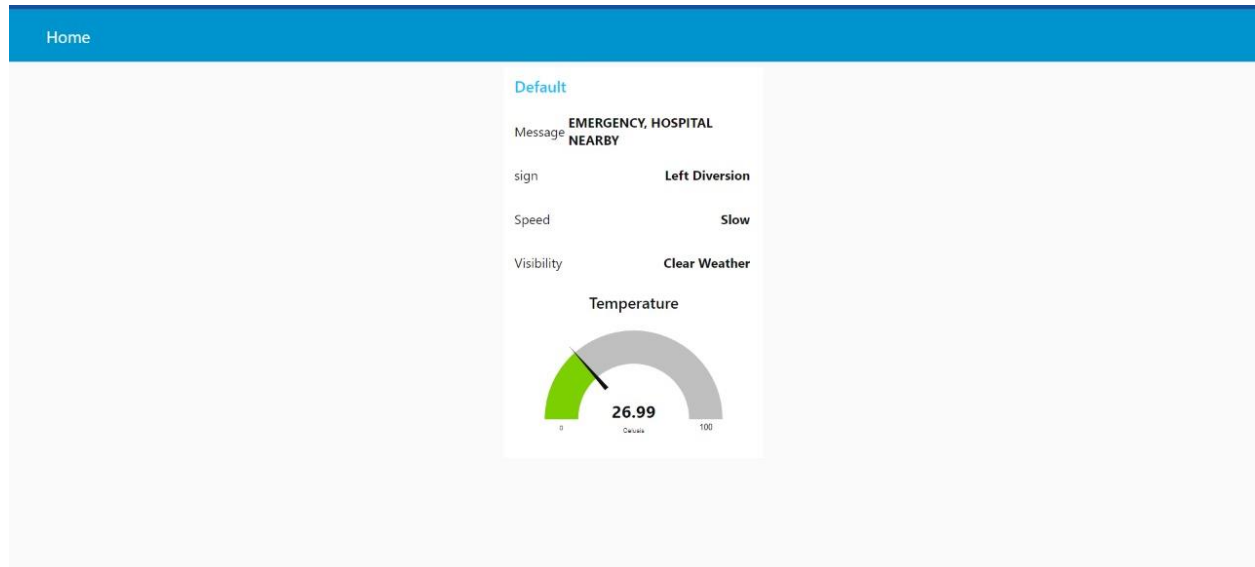 Home
Default
Message EMERGENCY, HOSPITAL
NEARBY
sign Left Diversion
Speed Slow
Visibility Clear Weather
Temperature
26.99
0 100